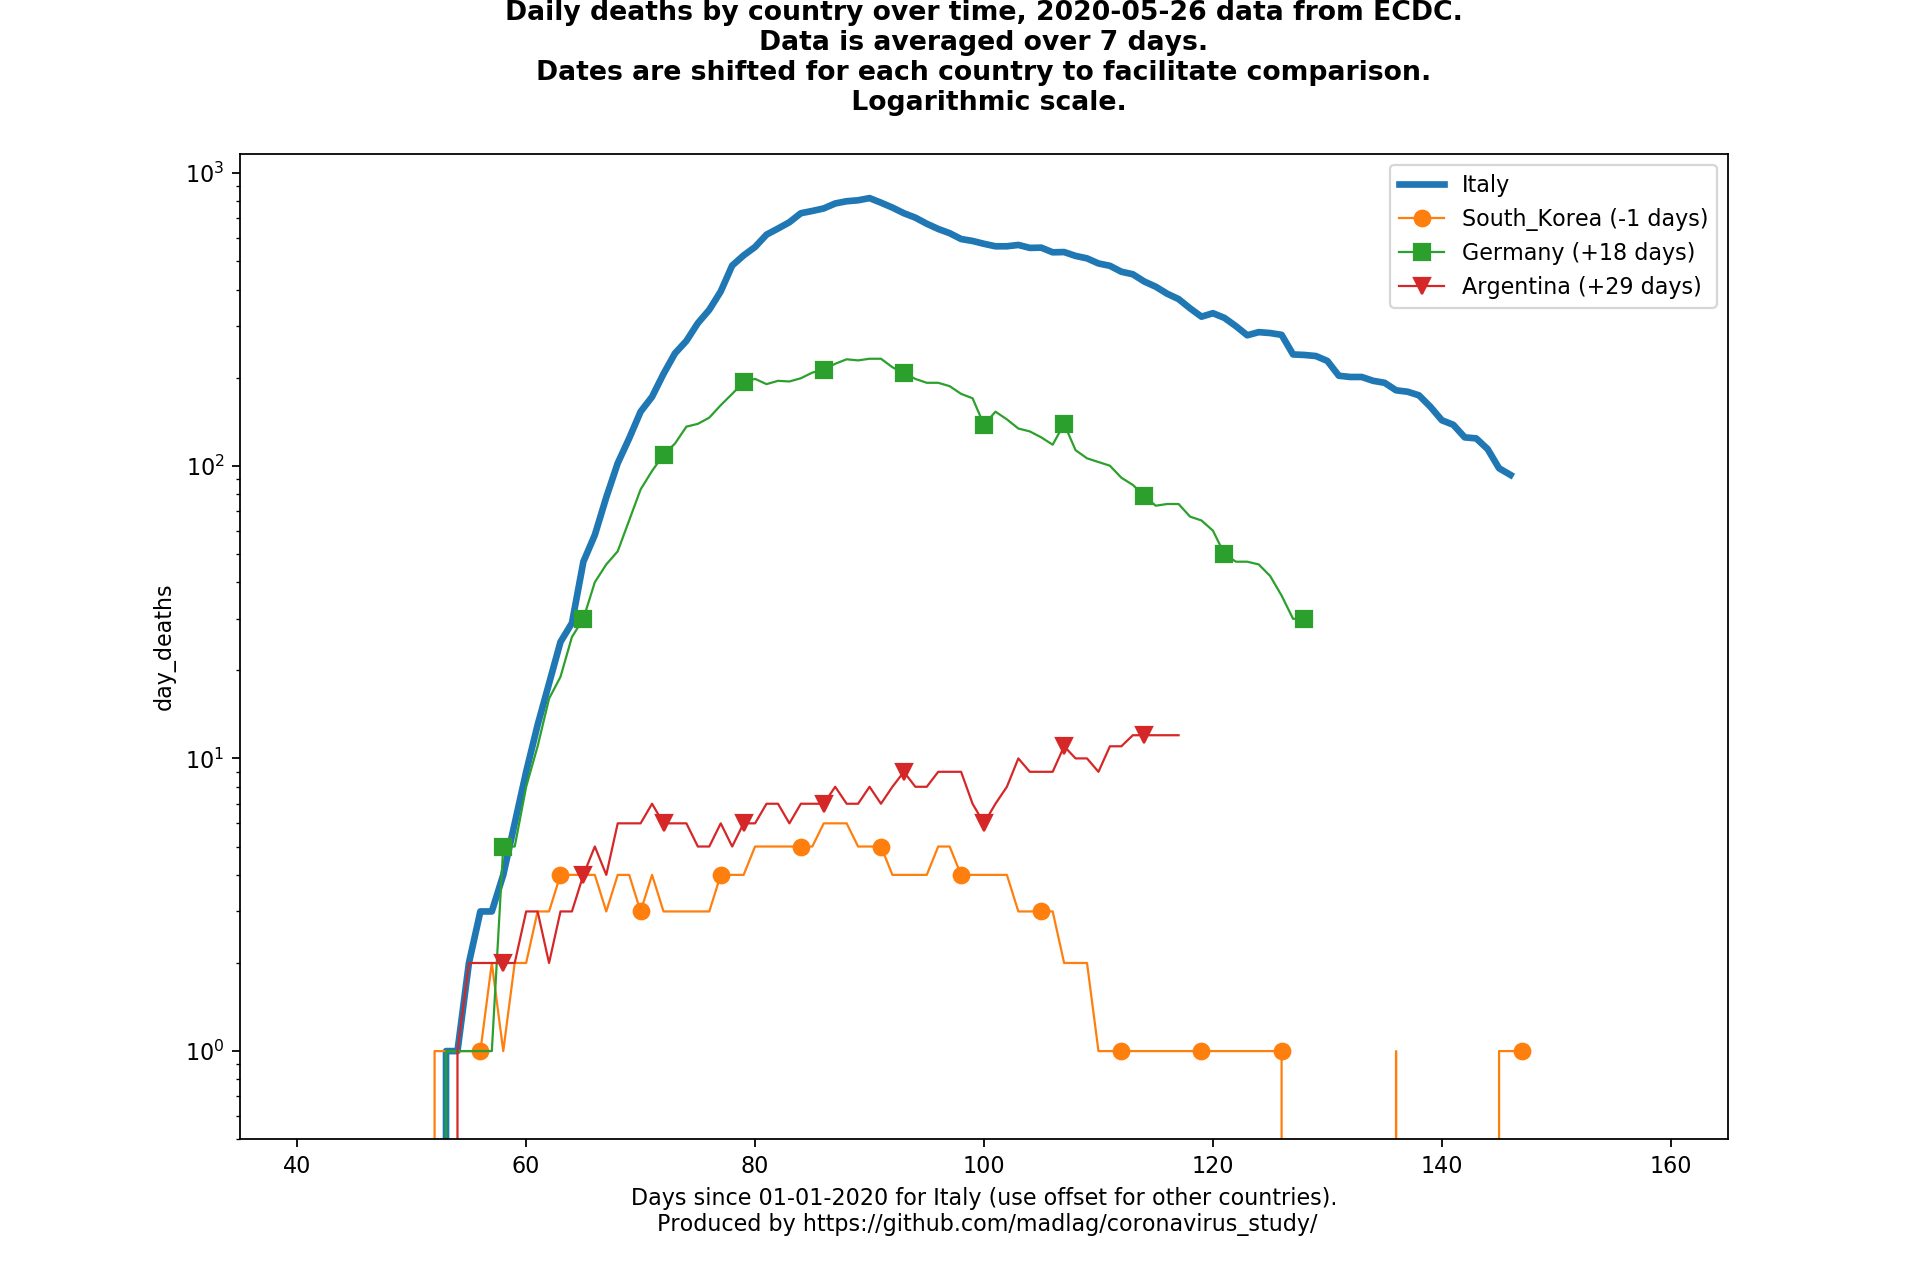 Daily deaths by country over time, 2020-05-26 data from ECDC.
Data is averaged over 7 days.
Dates are shifted for each country to facilitate comparison.
Logarithmic scale.
10³
10²
10¹
10⁰
day_deaths
Italy
South_Korea (-1 days)
Germany (+18 days)
Argentina (+29 days)
40 60 80 100 120 140 160
Days since 01-01-2020 for Italy (use offset for other countries).
Produced by https://github.com/madlag/coronavirus_study/